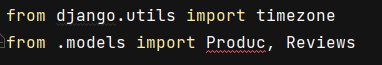 from django.utils import timezone
from .models import Produc, Reviews